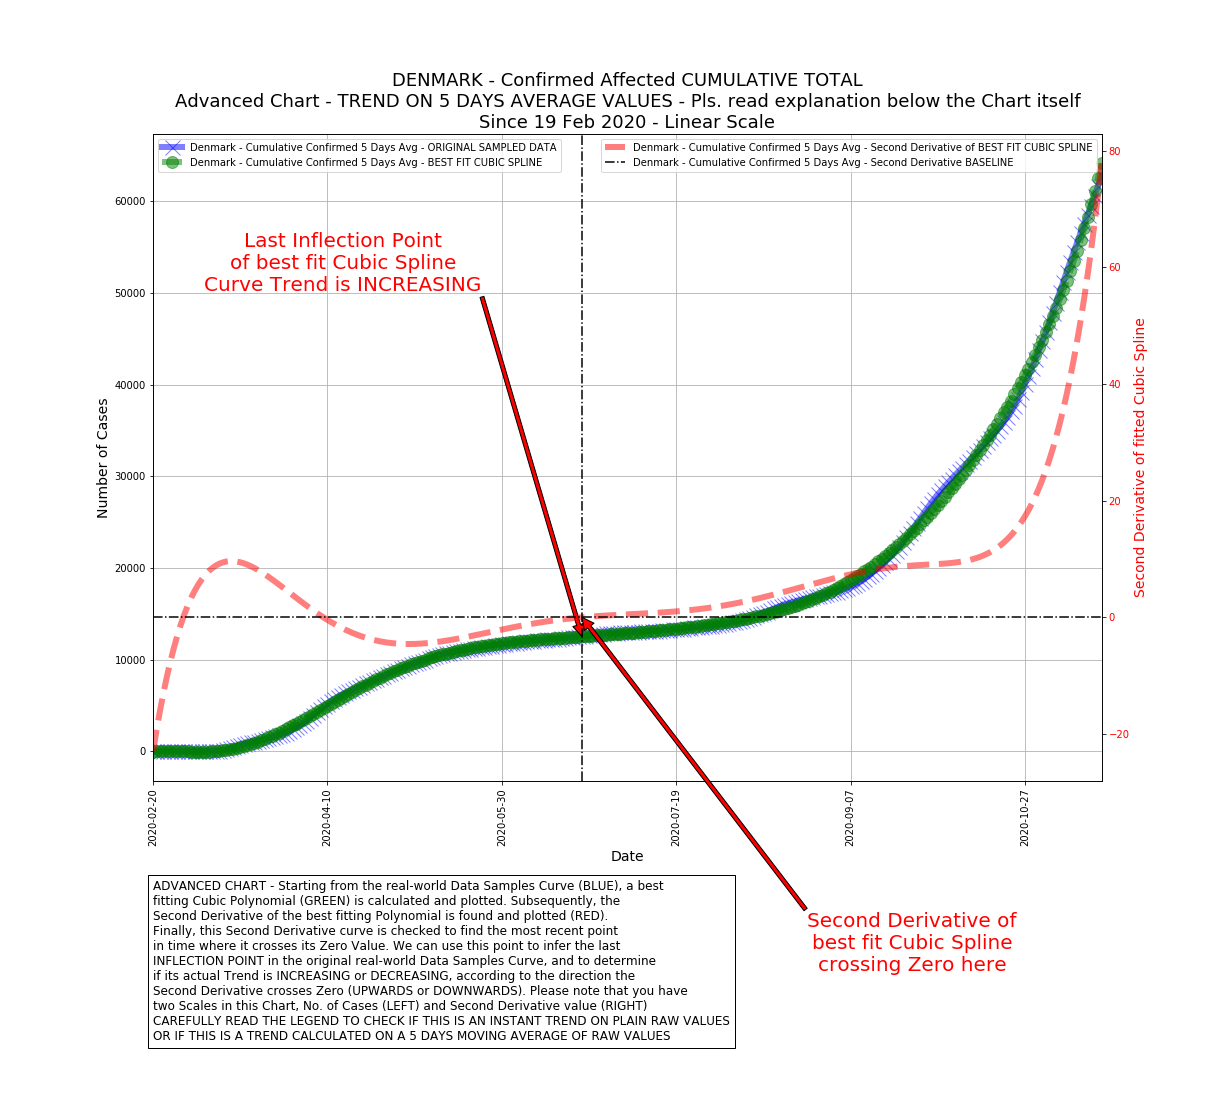 DENMARK - Confirmed Affected CUMULATIVE TOTAL
Advanced Chart - TREND ON 5 DAYS AVERAGE VALUES - Pls. read explanation below the Chart itself
Since 19 Feb 2020 - Linear Scale
Denmark - Cumulative Confirmed 5 Days Avg - ORIGINAL SAMPLED DATA
Denmark - Cumulative Confirmed 5 Days Avg - BEST FIT CUBIC SPLINE
Denmark - Cumulative Confirmed 5 Days Avg - Second Derivative of BEST FIT CUBIC SPLINE
Denmark - Cumulative Confirmed 5 Days Avg - Second Derivative BASELINE
Last Inflection Point
of best fit Cubic Spline
Curve Trend is INCREASING
Number of Cases
60000
50000
40000
30000
20000
10000
0
80
60
40
20
0
−20
Second Derivative of fitted Cubic Spline
2020-02-20
2020-04-10
2020-05-30
2020-07-19
2020-09-07
2020-10-27
Date
ADVANCED CHART - Starting from the real-world Data Samples Curve (BLUE), a best
fitting Cubic Polynomial (GREEN) is calculated and plotted. Subsequently, the
Second Derivative of the best fitting Polynomial is found and plotted (RED).
Finally, this Second Derivative curve is checked to find the most recent point
in time where it crosses its Zero Value. We can use this point to infer the last
INFLECTION POINT in the original real-world Data Samples Curve, and to determine
if its actual Trend is INCREASING or DECREASING, according to the direction the
Second Derivative crosses Zero (UPWARDS or DOWNWARDS). Please note that you have
two Scales in this Chart, No. of Cases (LEFT) and Second Derivative value (RIGHT)
CAREFULLY READ THE LEGEND TO CHECK IF THIS IS AN INSTANT TREND ON PLAIN RAW VALUES
OR IF THIS IS A TREND CALCULATED ON A 5 DAYS MOVING AVERAGE OF RAW VALUES
Second Derivative of
best fit Cubic Spline
crossing Zero here